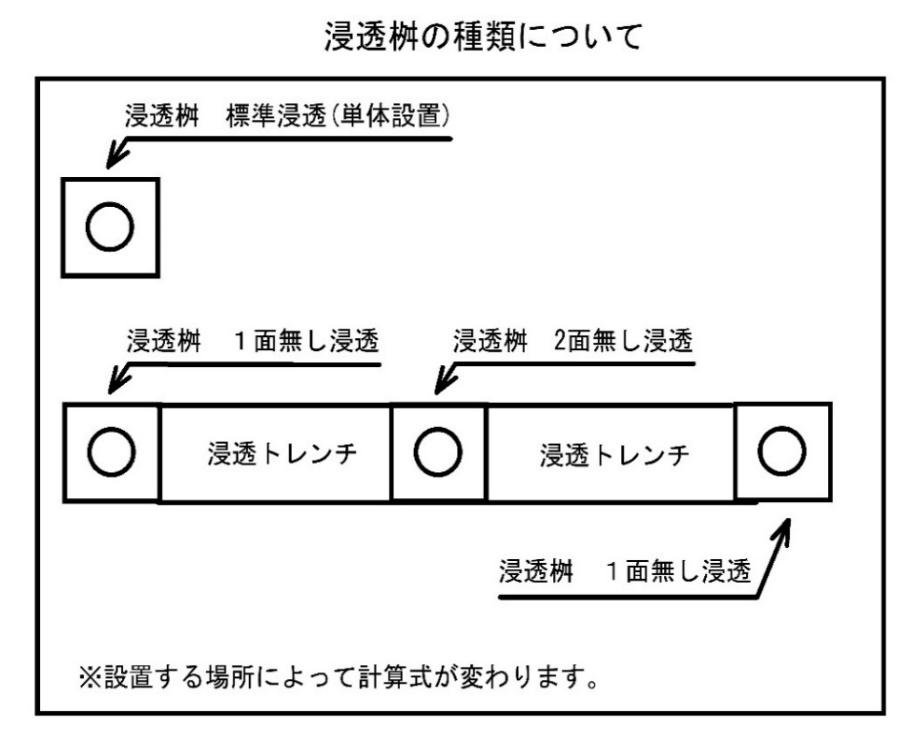 浸透桝の種類について
浸透桝　標準浸透(単体設置)
浸透桝　１面無し浸透
浸透桝　2面無し浸透
浸透トレンチ
浸透トレンチ
浸透桝　１面無し浸透
※設置する場所によって計算式が変わります。